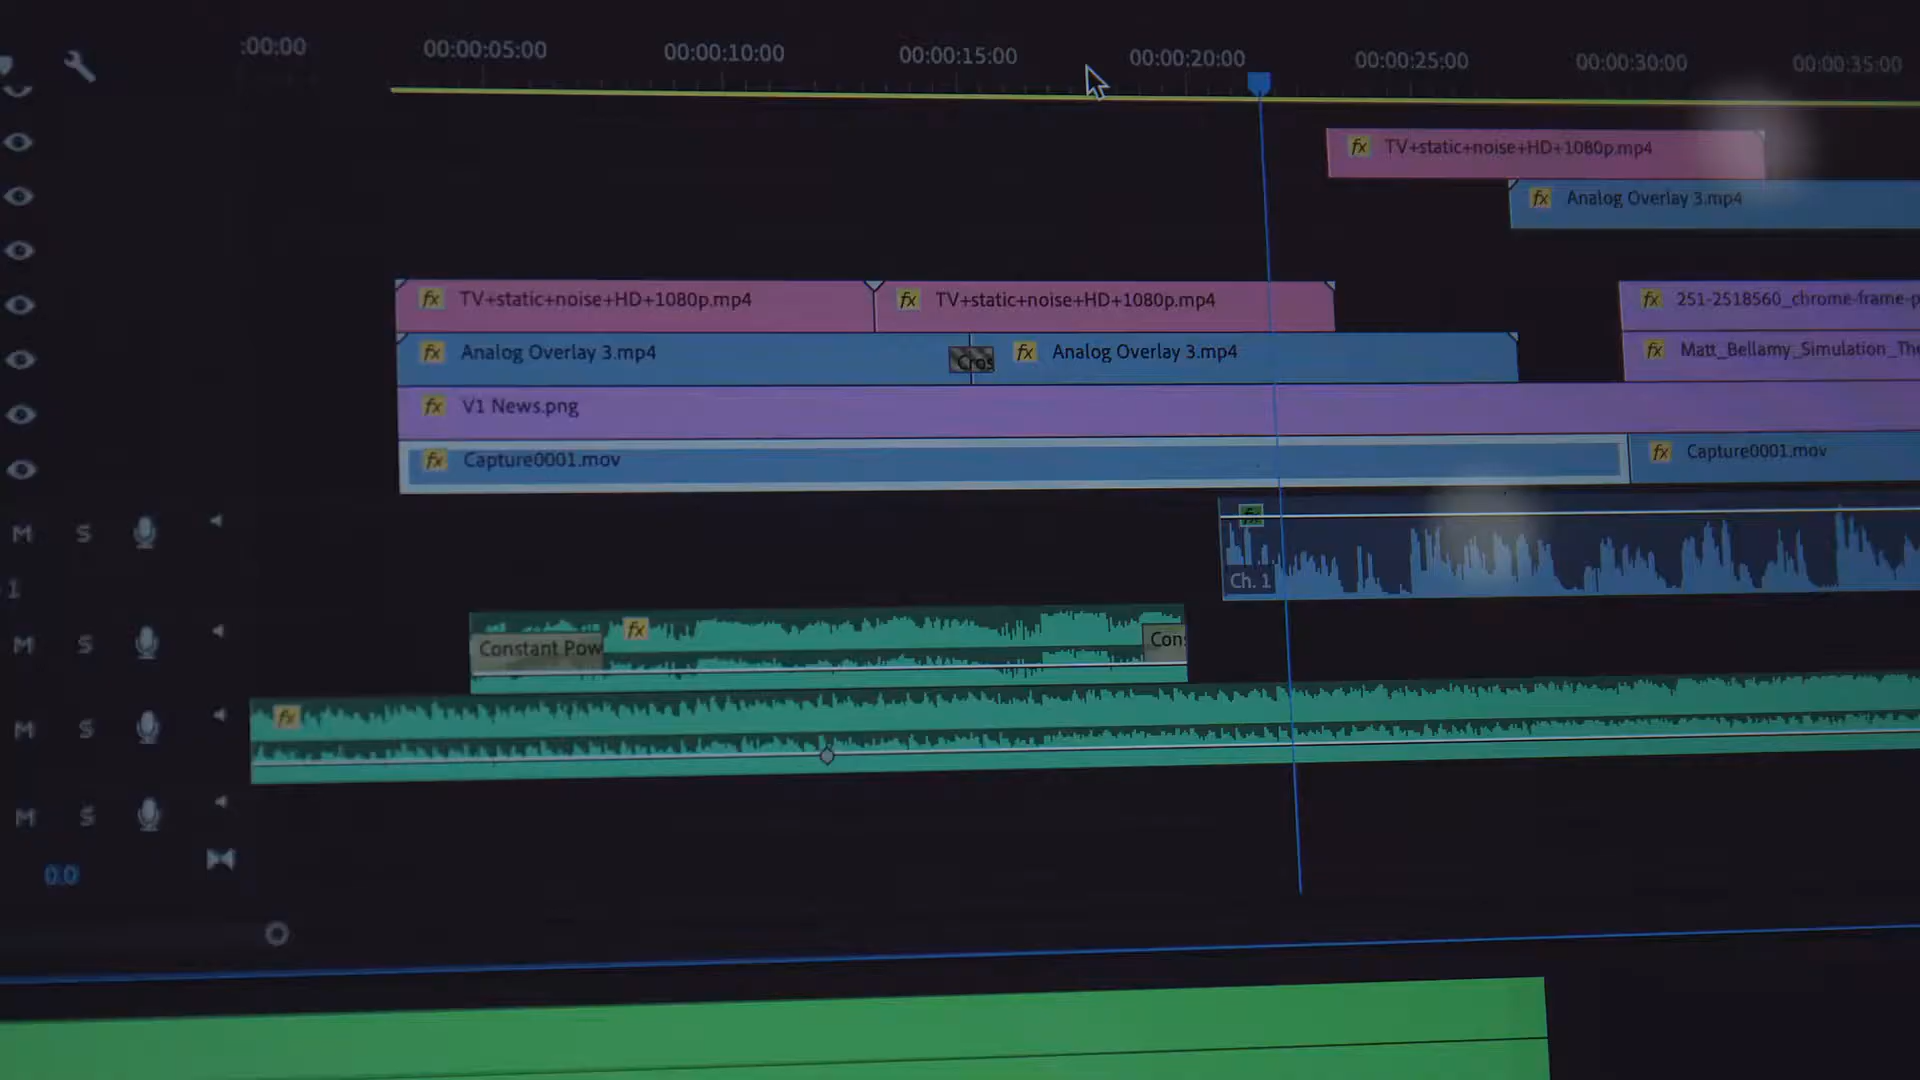 :00:00 00:00:05:00 00:00:10:00 00:00:15:00 00:00:20:00 00:00:25:00 00:00:30:00 00:00:35:00
fx TV+static+noise+HD+1080p.mp4
fx Analog Overlay 3.mp4
fx TV+static+noise+HD+1080p.mp4 fx TV+static+noise+HD+1080p.mp4 fx 251-2518560_chrome-frame-p
fx Analog Overlay 3.mp4 Cros fx Analog Overlay 3.mp4 fx Matt_Bellamy_Simulation_The
fx V1 News.png
fx Capture0001.mov fx Capture0001.mov
M S fx
Ch. 1
1
M S Constant Pow fx Con
M S fx
M S
0.0